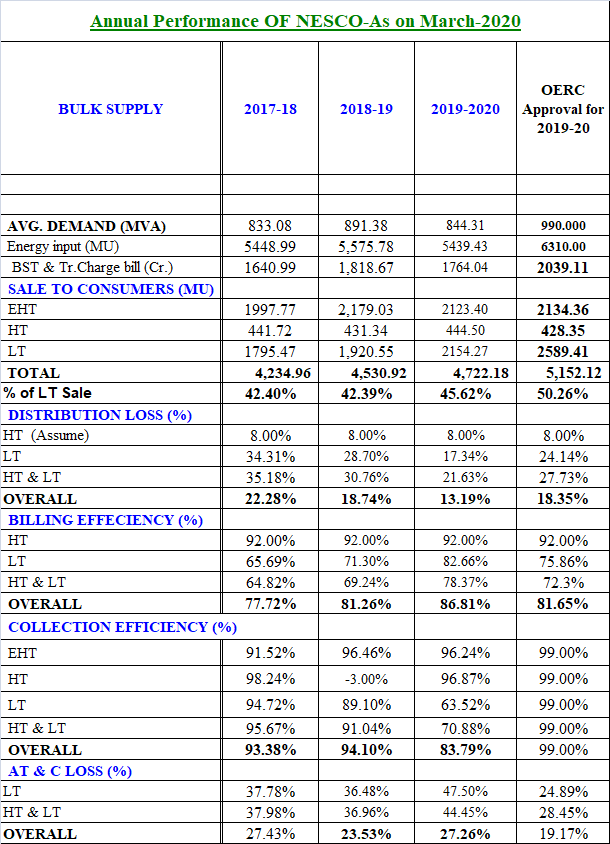 Annual Performance OF NESCO-As on March-2020
BULK SUPPLY 2017-18 2018-19 2019-2020 OERC Approval for 2019-20
AVG. DEMAND (MVA) 833.08 891.38 844.31 990.000
Energy input (MU) 5448.99 5,575.78 5439.43 6310.00
BST & Tr.Charge bill (Cr.) 1640.99 1,818.67 1764.04 2039.11
SALE TO CONSUMERS (MU)
EHT 1997.77 2,179.03 2123.40 2134.36
HT 441.72 431.34 444.50 428.35
LT 1795.47 1,920.55 2154.27 2589.41
TOTAL 4,234.96 4,530.92 4,722.18 5,152.12
% of LT Sale 42.40% 42.39% 45.62% 50.26%
DISTRIBUTION LOSS (%)
HT (Assume) 8.00% 8.00% 8.00% 8.00%
LT 34.31% 28.70% 17.34% 24.14%
HT & LT 35.18% 30.76% 21.63% 27.73%
OVERALL 22.28% 18.74% 13.19% 18.35%
BILLING EFFECIENCY (%)
HT 92.00% 92.00% 92.00% 92.00%
LT 65.69% 71.30% 82.66% 75.86%
HT & LT 64.82% 69.24% 78.37% 72.3%
OVERALL 77.72% 81.26% 86.81% 81.65%
COLLECTION EFFICIENCY (%)
EHT 91.52% 96.46% 96.24% 99.00%
HT 98.24% -3.00% 96.87% 99.00%
LT 94.72% 89.10% 63.52% 99.00%
HT & LT 95.67% 91.04% 70.88% 99.00%
OVERALL 93.38% 94.10% 83.79% 99.00%
AT & C LOSS (%)
LT 37.78% 36.48% 47.50% 24.89%
HT & LT 37.98% 36.96% 44.45% 28.45%
OVERALL 27.43% 23.53% 27.26% 19.17%